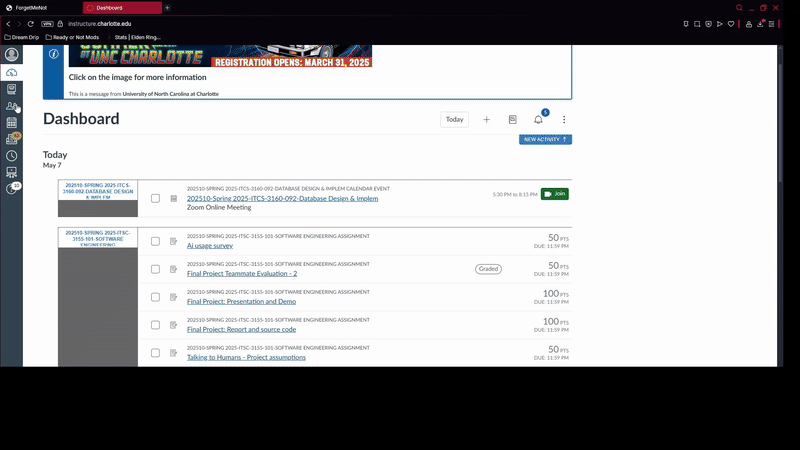 ForgetMeNot
Dashboard
VPN
instructure.charlotte.edu
Dream Drip
Ready or Not Mods
Stats | Elden Ring...
AT UNC CHARLOTTE
REGISTRATION OPENS: MARCH 31, 2025
Click on the image for more information
This is a message from University of North Carolina at Charlotte
Dashboard
Today
5
NEW ACTIVITY
Today
May 7
202510-SPRING 2025-ITCS-3160-092-DATABASE DESIGN & IMPLEM
202510-SPRING 2025-ITCS-3160-092-DATABASE DESIGN & IMPLEM CALENDAR EVENT
202510-Spring 2025-ITCS-3160-092-Database Design & Implem
Zoom Online Meeting
5:30 PM to 8:15 PM
Join
202510-SPRING 2025-ITSC-3155-101-SOFTWARE ENGINEERING
202510-SPRING 2025-ITSC-3155-101-SOFTWARE ENGINEERING ASSIGNMENT
Ai usage survey
50 PTS
DUE: 11:59 PM
202510-SPRING 2025-ITSC-3155-101-SOFTWARE ENGINEERING ASSIGNMENT
Final Project Teammate Evaluation - 2
Graded
50 PTS
DUE: 11:59 PM
202510-SPRING 2025-ITSC-3155-101-SOFTWARE ENGINEERING ASSIGNMENT
Final Project: Presentation and Demo
100 PTS
DUE: 11:59 PM
202510-SPRING 2025-ITSC-3155-101-SOFTWARE ENGINEERING ASSIGNMENT
Final Project: Report and source code
100 PTS
DUE: 11:59 PM
202510-SPRING 2025-ITSC-3155-101-SOFTWARE ENGINEERING ASSIGNMENT
Talking to Humans - Project assumptions
50 PTS
DUE: 11:59 PM
10